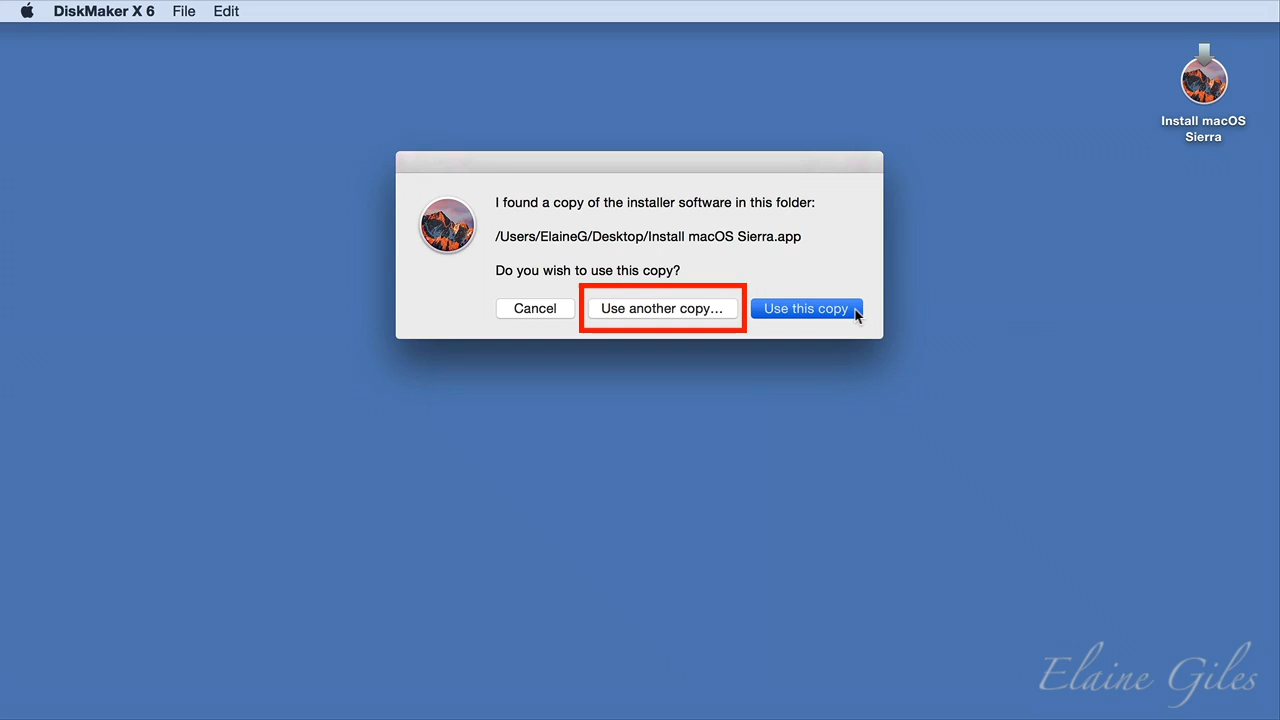 DiskMaker X 6 File Edit
Install macOS
Sierra
I found a copy of the installer software in this folder:
/Users/ElaineG/Desktop/Install macOS Sierra.app
Do you wish to use this copy?
Cancel Use another copy... Use this copy
Elaine Giles